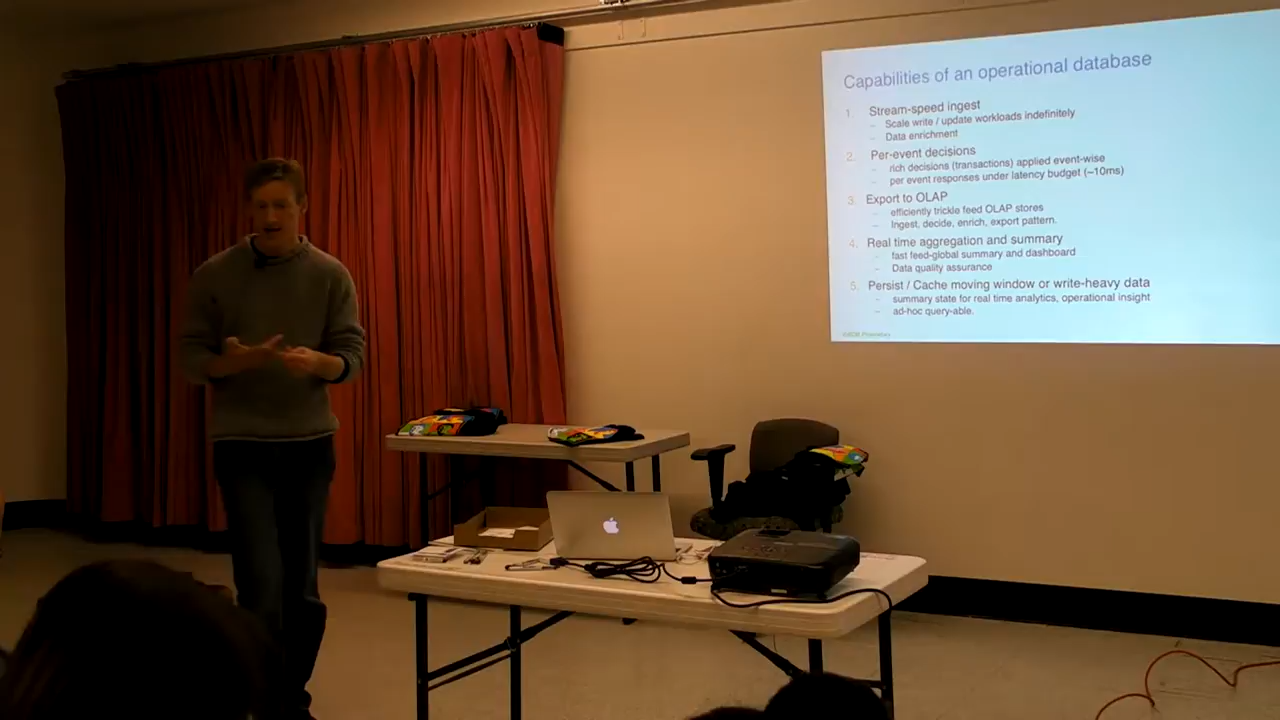 Capabilities of an operational database
1. Stream-speed ingest
– Scale write / update workloads indefinitely
– Data enrichment
2. Per-event decisions
– rich decisions (transactions) applied event-wise
– per event responses under latency budget (~10ms)
3. Export to OLAP
– efficiently trickle feed OLAP stores
– Ingest, decide, enrich, export pattern.
4. Real time aggregation and summary
– fast feed-global summary and dashboard
– Data quality assurance
5. Persist / Cache moving window or write-heavy data
– summary state for real time analytics, operational insight
– ad-hoc query-able.